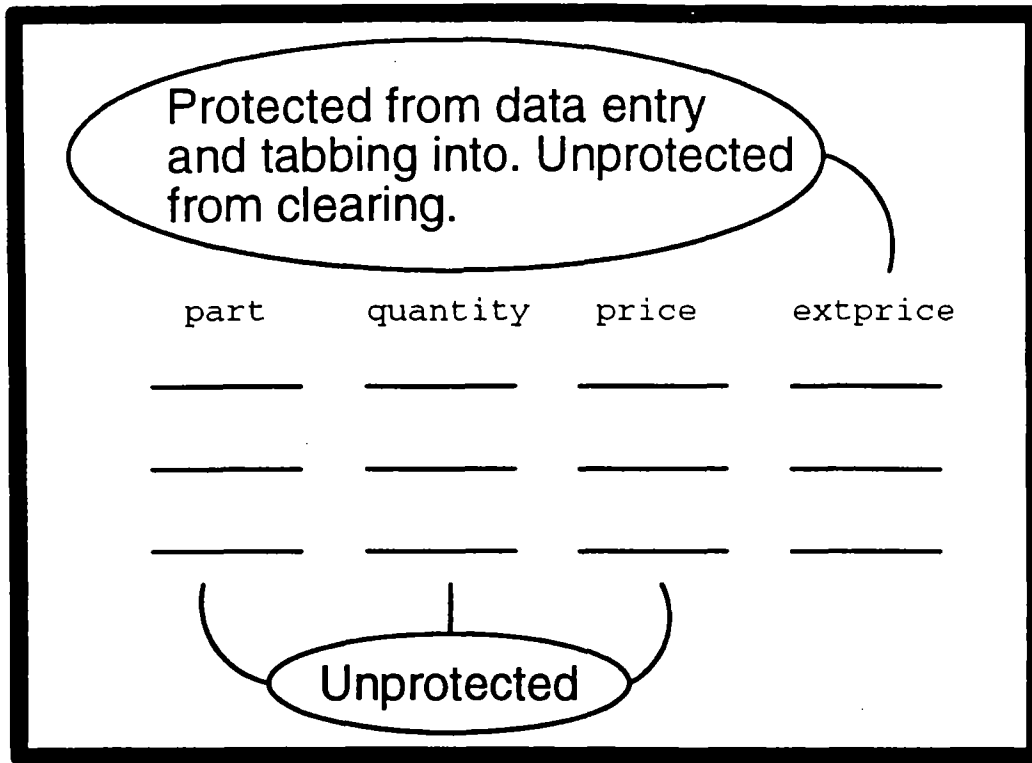 Protected from data entry
and tabbing into. Unprotected
from clearing.
part quantity price extprice
Unprotected